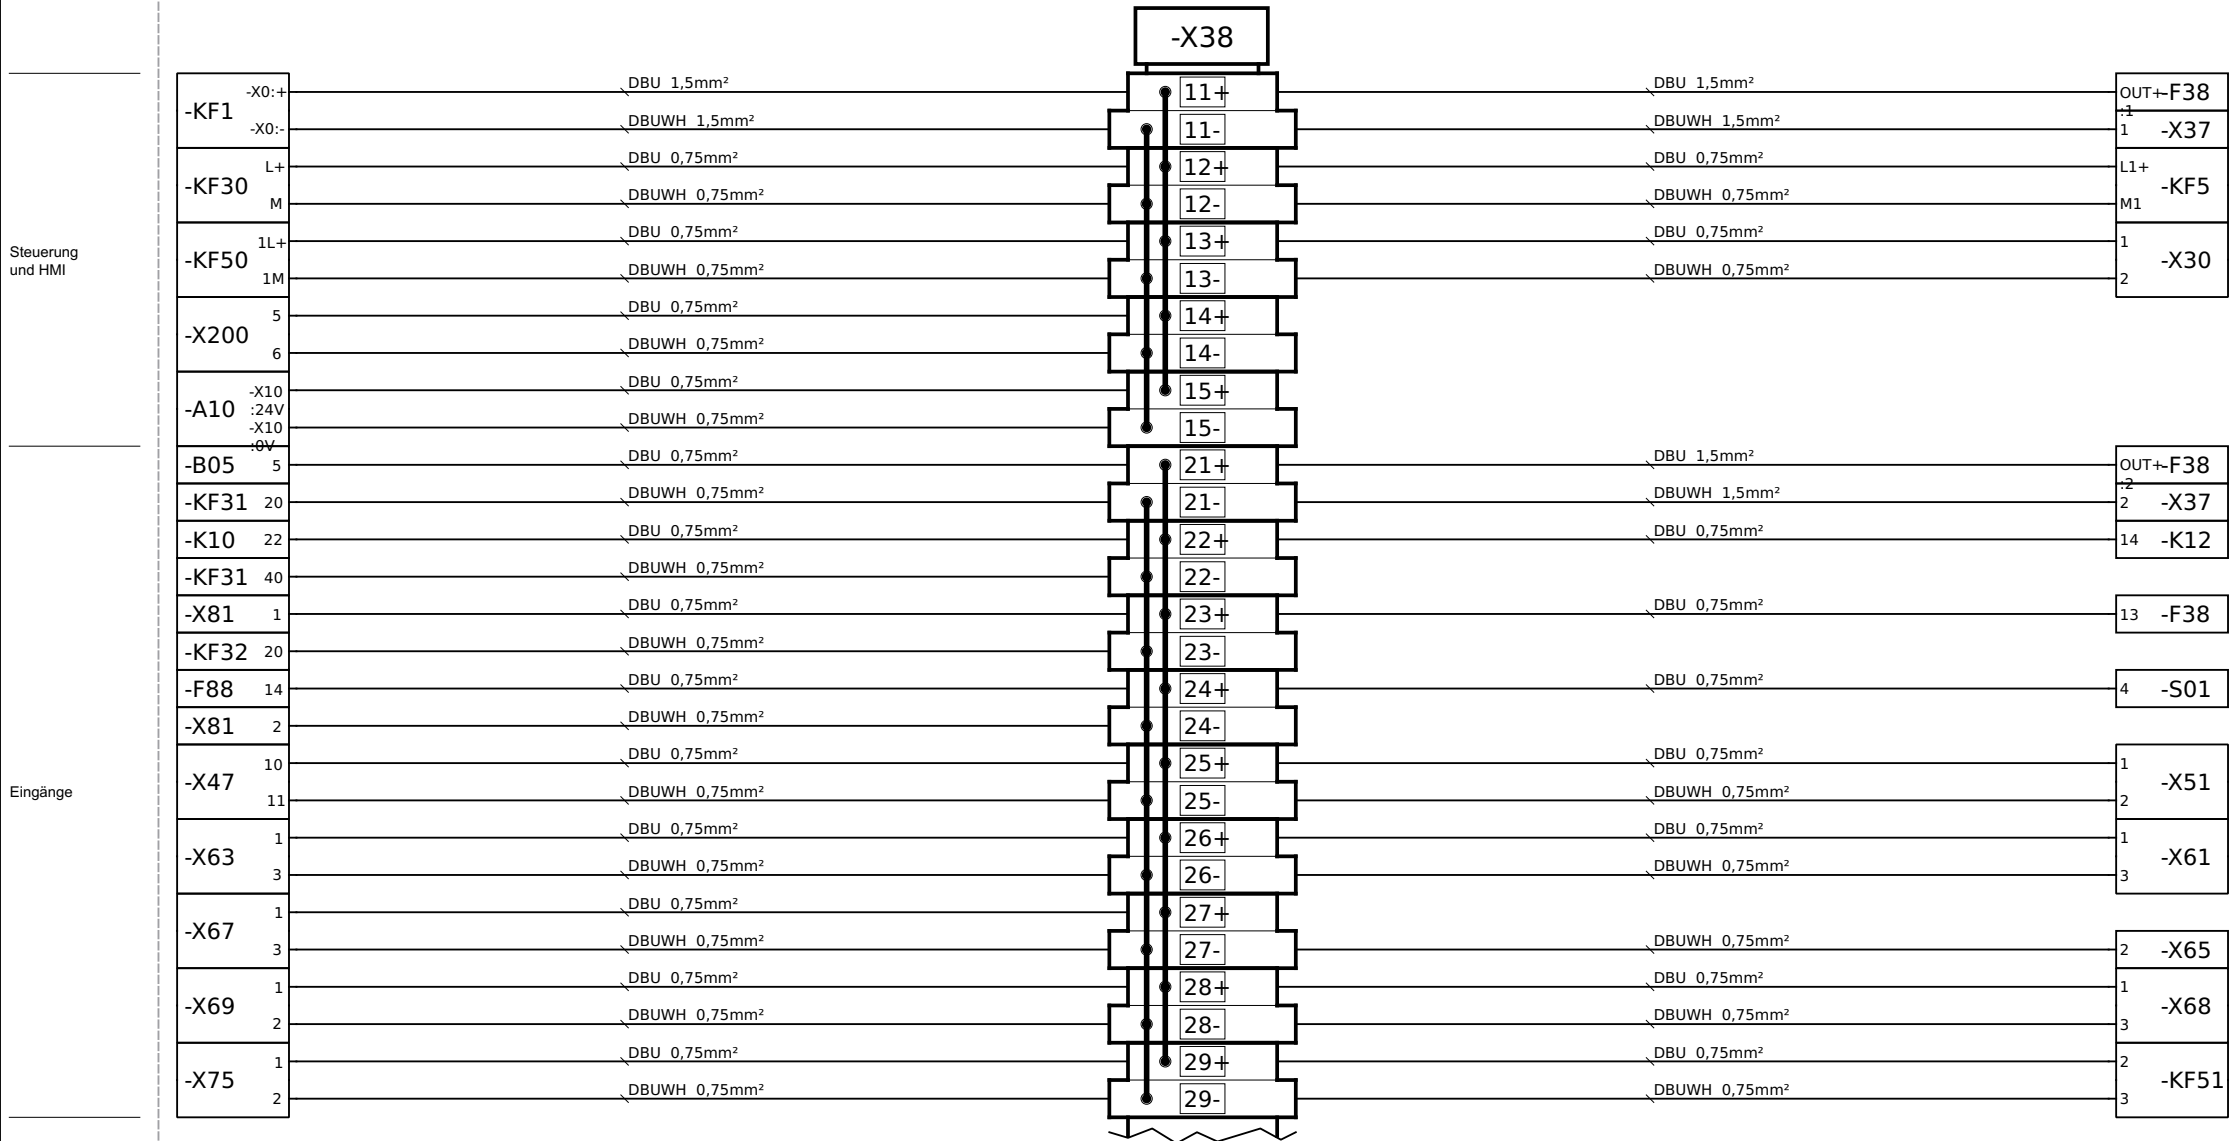 -X38
Steuerung
und HMI
-KF1 -X0:+ DBU 1,5mm² 11+ DBU 1,5mm² OUT+:1 -F38
-X0:- DBUWH 1,5mm² 11- DBUWH 1,5mm² 1 -X37
-KF30 L+ DBU 0,75mm² 12+ DBU 0,75mm² L1+ -KF5
M DBUWH 0,75mm² 12- DBUWH 0,75mm² M1
-KF50 1L+ DBU 0,75mm² 13+ DBU 0,75mm² 1 -X30
1M DBUWH 0,75mm² 13- DBUWH 0,75mm² 2
-X200 5 DBU 0,75mm² 14+
6 DBUWH 0,75mm² 14-
-A10 -X10:24V DBU 0,75mm² 15+
-X10:0V DBUWH 0,75mm² 15-
Eingänge
-B05 5 DBU 0,75mm² 21+ DBU 1,5mm² OUT+:2 -F38
-KF31 20 DBUWH 0,75mm² 21- DBUWH 1,5mm² 2 -X37
-K10 22 DBU 0,75mm² 22+ DBU 0,75mm² 14 -K12
-KF31 40 DBUWH 0,75mm² 22-
-X81 1 DBU 0,75mm² 23+ DBU 0,75mm² 13 -F38
-KF32 20 DBUWH 0,75mm² 23-
-F88 14 DBU 0,75mm² 24+ DBU 0,75mm² 4 -S01
-X81 2 DBUWH 0,75mm² 24-
-X47 10 DBU 0,75mm² 25+ DBU 0,75mm² 1 -X51
11 DBUWH 0,75mm² 25- DBUWH 0,75mm² 2
-X63 1 DBU 0,75mm² 26+ DBU 0,75mm² 1 -X61
3 DBUWH 0,75mm² 26- DBUWH 0,75mm² 3
-X67 1 DBU 0,75mm² 27+
3 DBUWH 0,75mm² 27- DBUWH 0,75mm² 2 -X65
-X69 1 DBU 0,75mm² 28+ DBU 0,75mm² 1 -X68
2 DBUWH 0,75mm² 28- DBUWH 0,75mm² 3
-X75 1 DBU 0,75mm² 29+ DBU 0,75mm² 2 -KF51
2 DBUWH 0,75mm² 29- DBUWH 0,75mm² 3